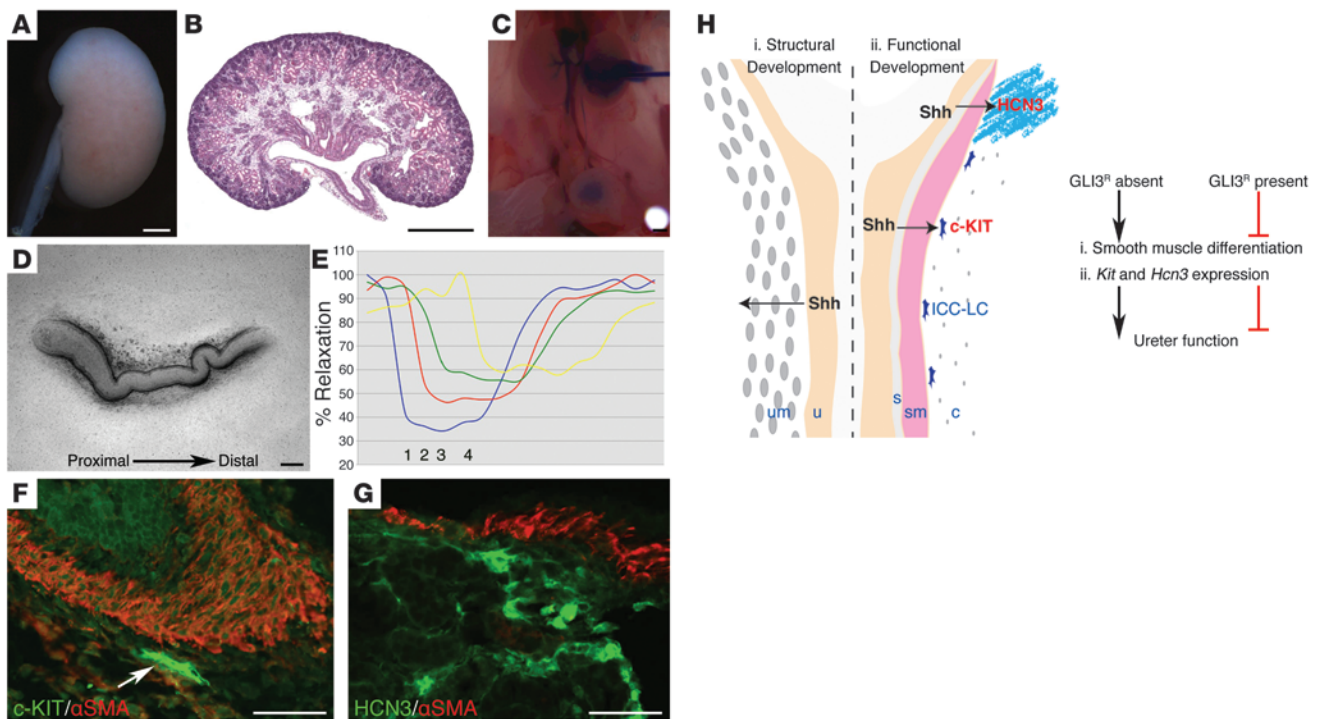 A
B
C
D
Proximal
Distal
E
% Relaxation
110
100
90
80
70
60
50
40
30
20
1 2 3 4
F
c-KIT/αSMA
G
HCN3/αSMA
H
i. Structural
Development
ii. Functional
Development
Shh
HCN3
Shh
c-KIT
Shh
ICC-LC
um
u
s
sm
c
GLI3ᴿ absent
GLI3ᴿ present
i. Smooth muscle differentiation
ii. Kit and Hcn3 expression
Ureter function